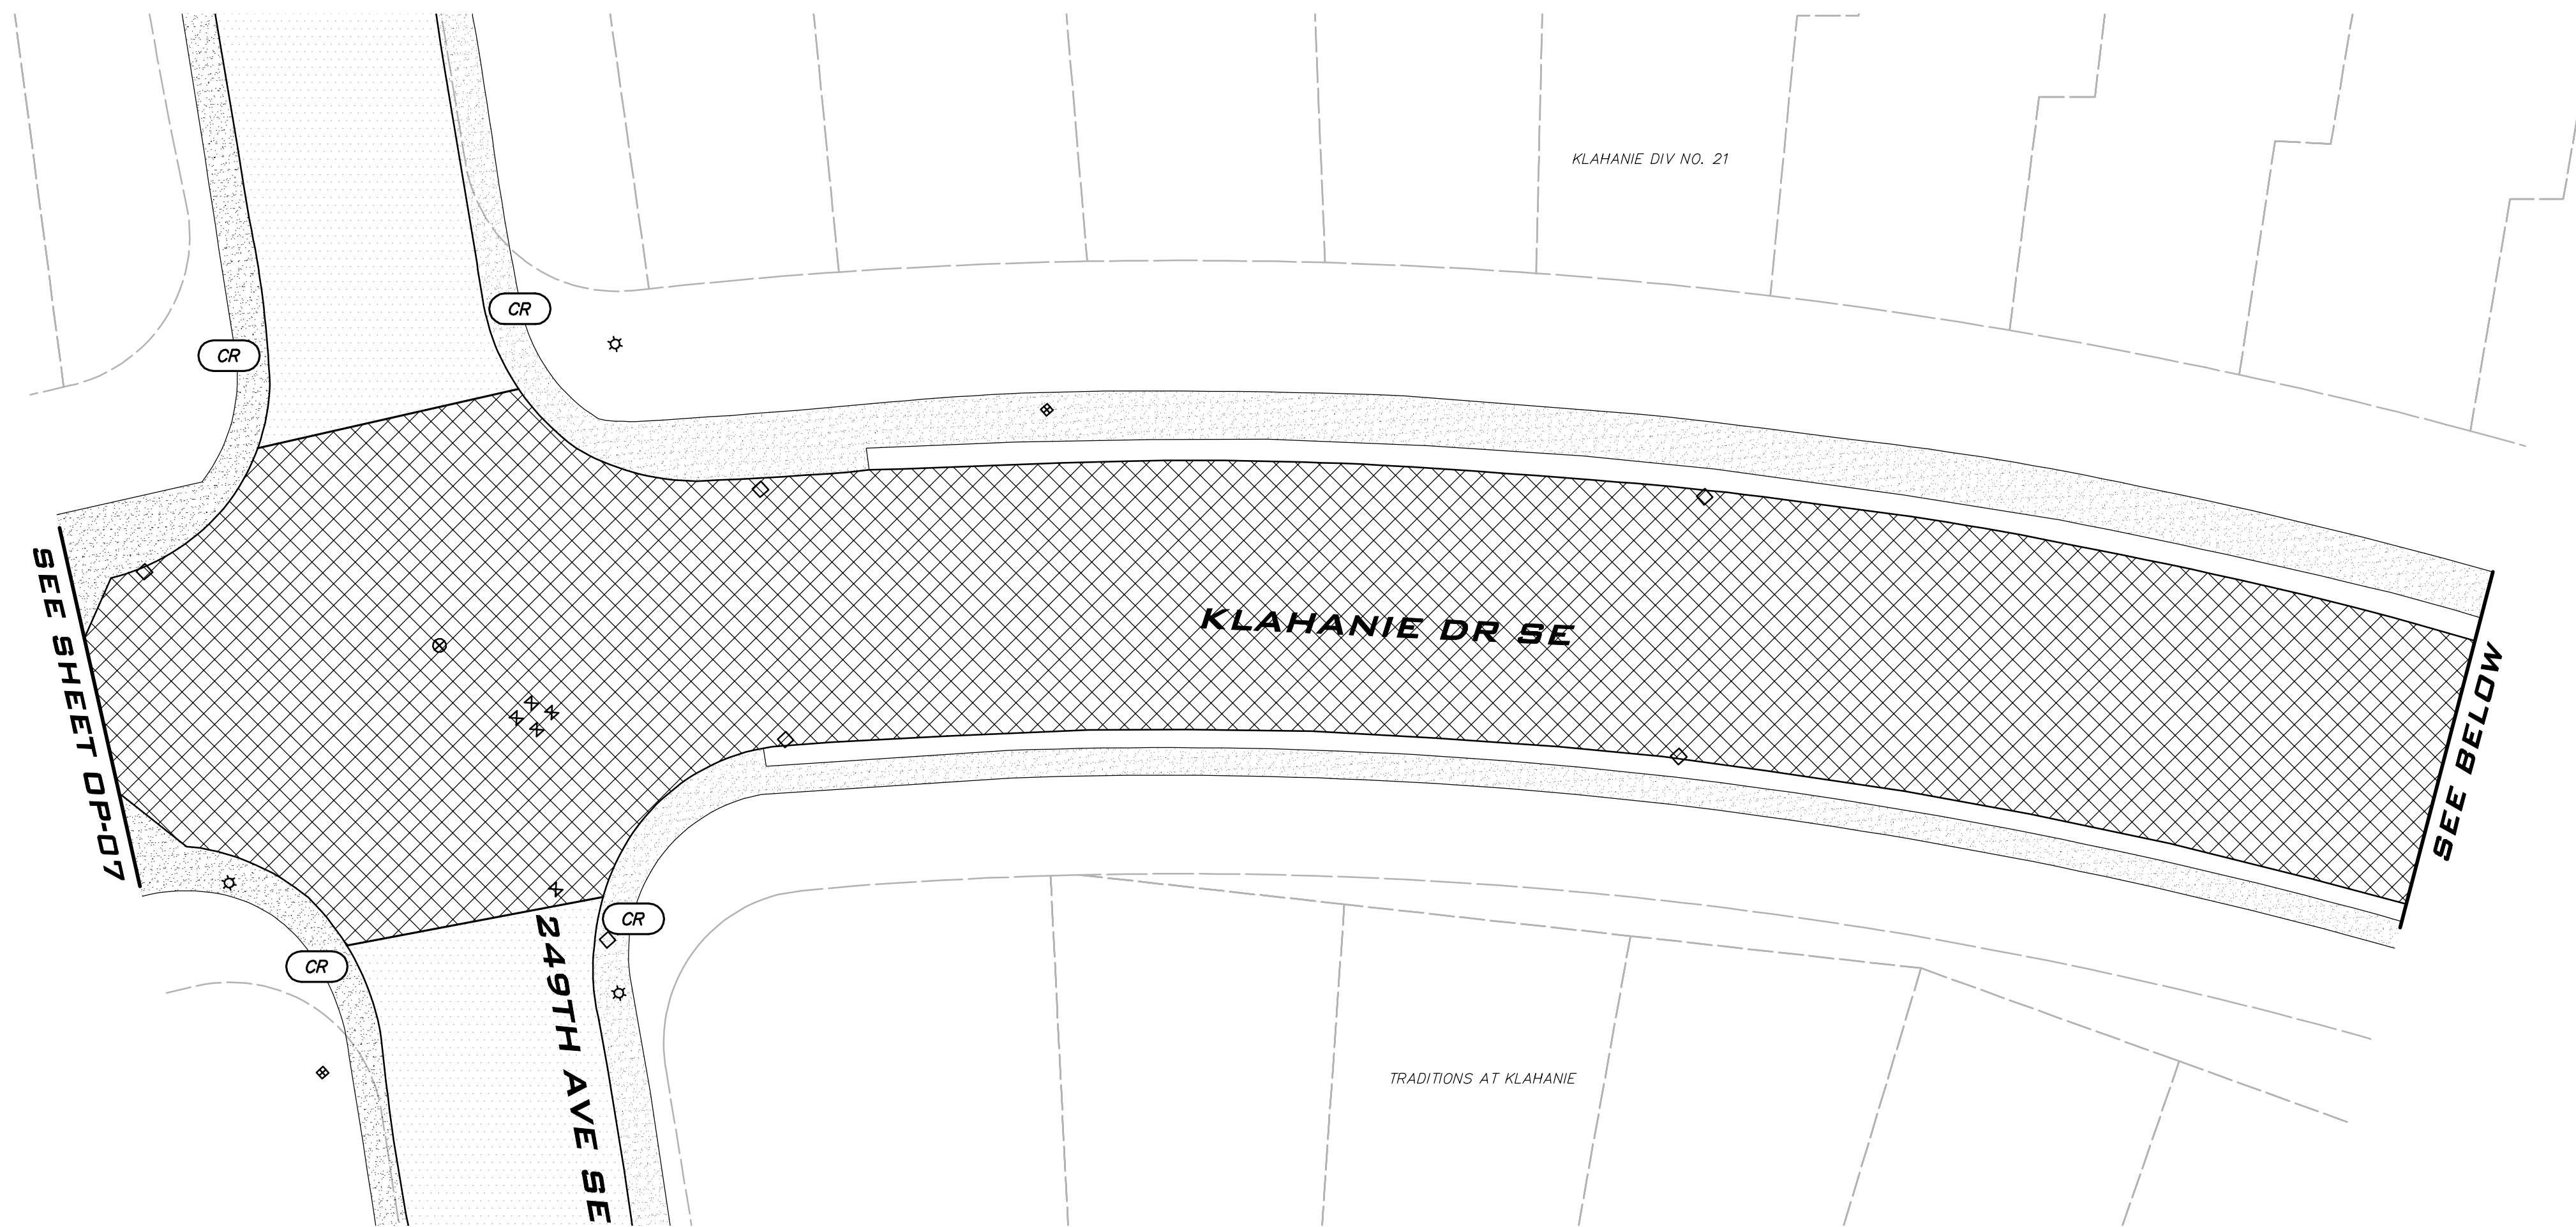 KLAHANIE DIV NO. 21
CR
CR
SEE SHEET OP-07
KLAHANIE DR SE
SEE BELOW
CR
CR
249TH AVE SE
TRADITIONS AT KLAHANIE